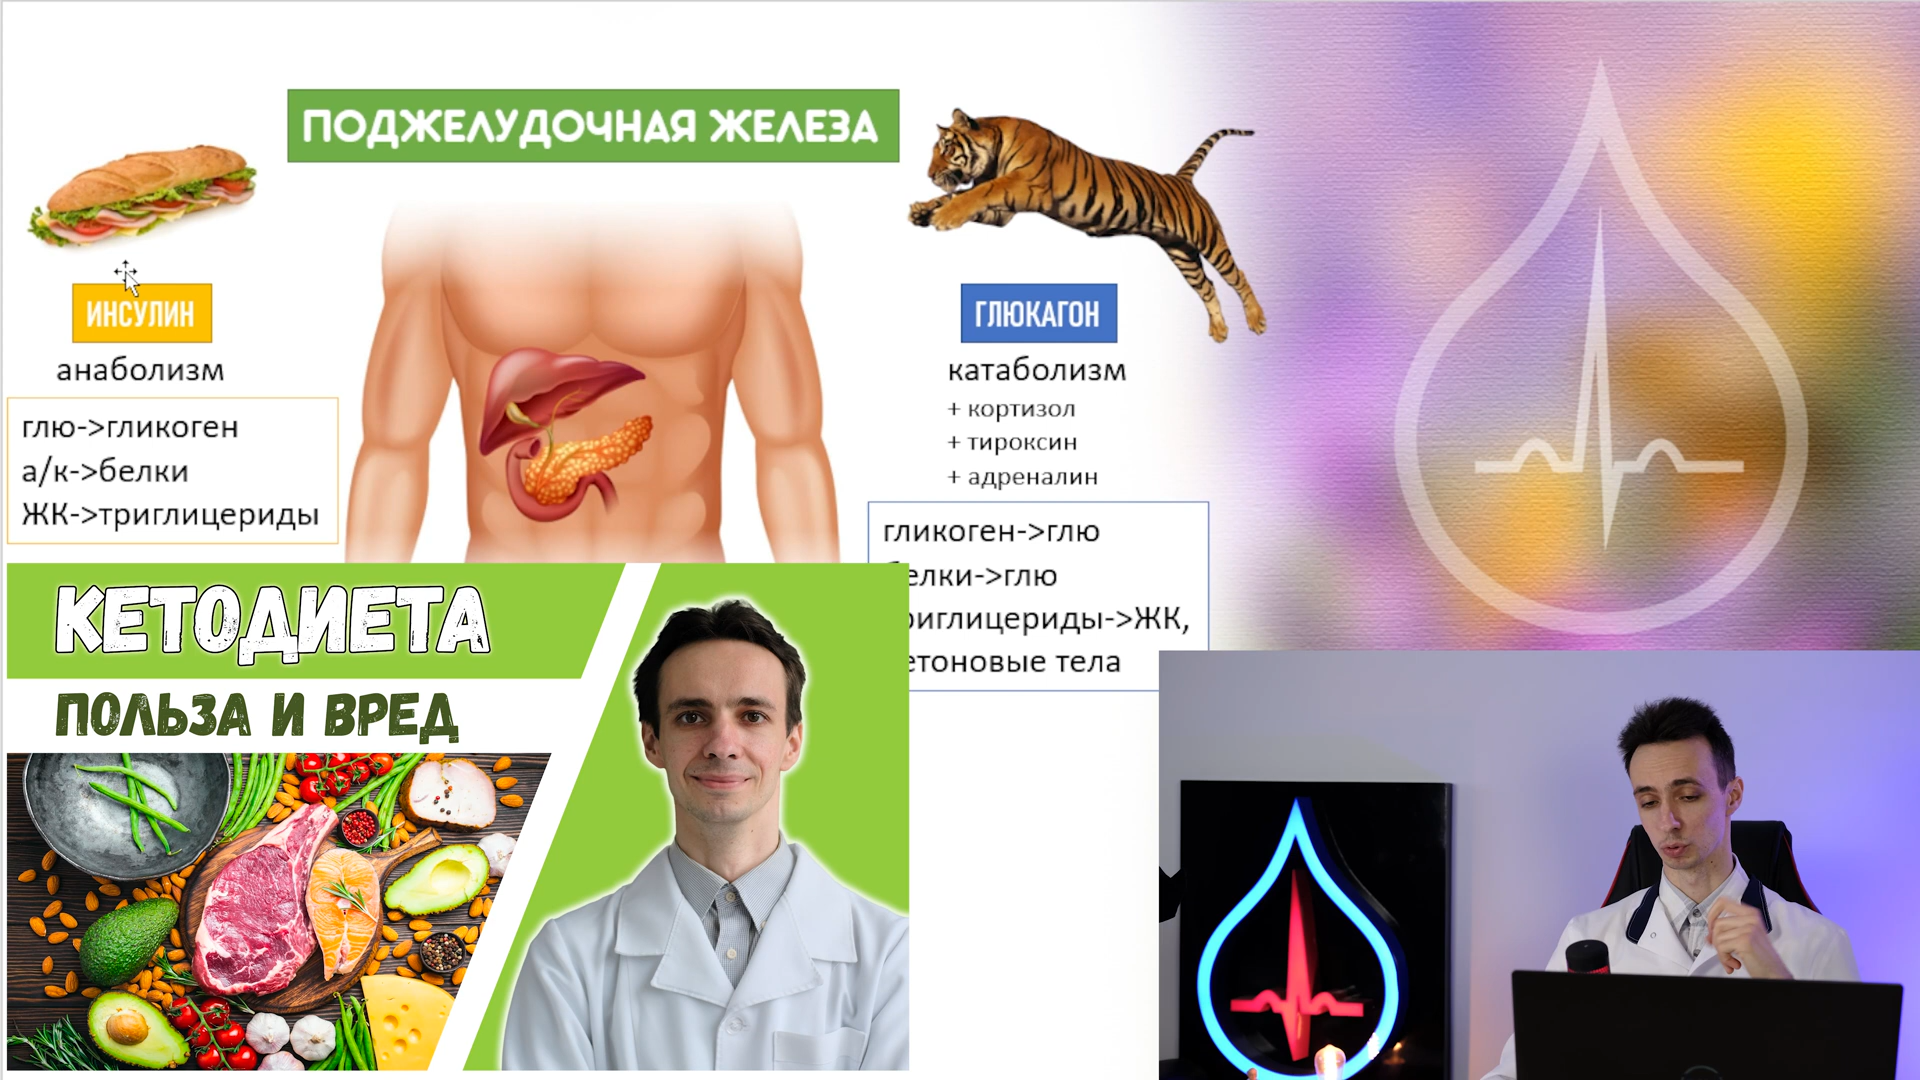 ПОДЖЕЛУДОЧНАЯ ЖЕЛЕЗА
ИНСУЛИН
анаболизм
глю->гликоген
а/к->белки
ЖК->триглицериды
ГЛЮКАГОН
катаболизм
+ кортизол
+ тироксин
+ адреналин
гликоген->глю
елки->глю
риглицериды->ЖК,
етоновые тела
КЕТОДИЕТА
ПОЛЬЗА И ВРЕД